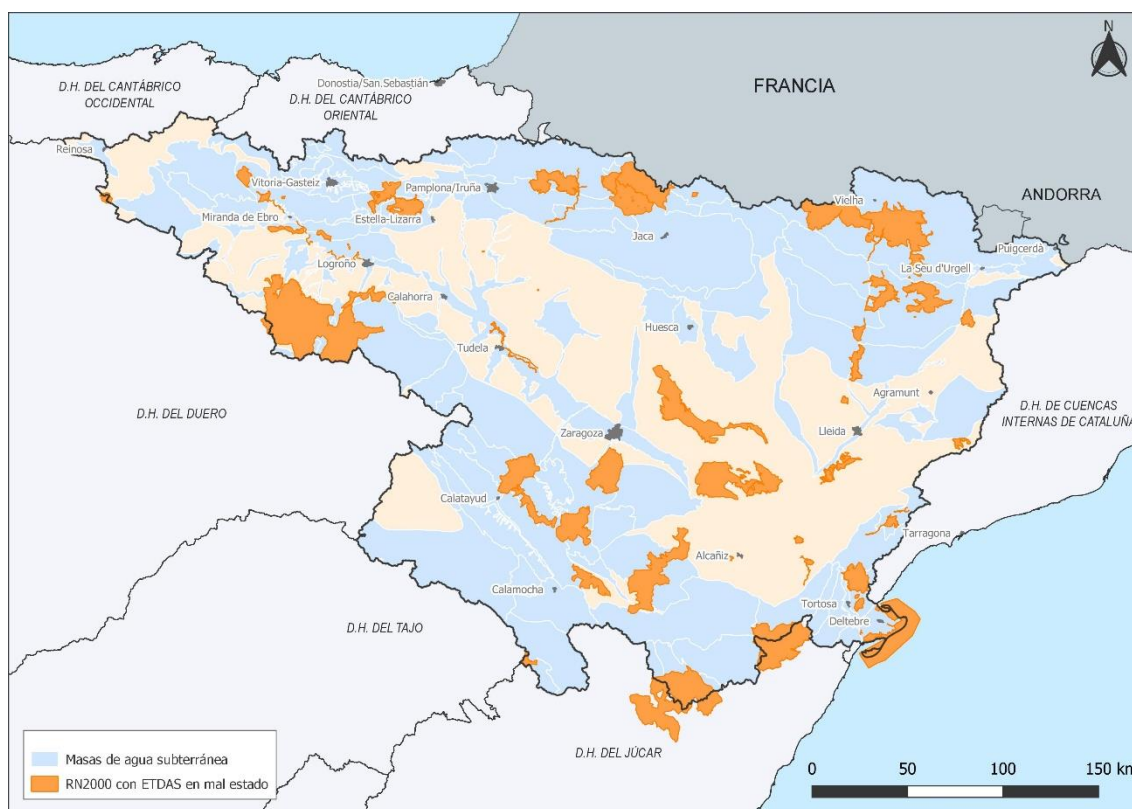 FRANCIA
Donostia/San Sebastián
D.H. DEL CANTÁBRICO
OCCIDENTAL
D.H. DEL CANTÁBRICO
ORIENTAL
Reinosa
Vitoria-Gasteiz
Pamplona/Iruña
Vielha
ANDORRA
Miranda de Ebro
Estella-Lizarra
Jaca
Puigcerdá
Logroño
La Seu d'Urgell
Calahorra
Huesca
Tudela
Agramunt
D.H. DEL DUERO
Zaragoza
Lleida
D.H. DE CUENCAS
INTERNAS DE CATALUÑA
Calatayud
Alcañiz
Tarragona
Calamocha
Tortosa
Deltebre
D.H. DEL TAJO
D.H. DEL JÚCAR
Masas de agua subterránea
RN2000 con ETDAS en mal estado
0 50 100 150 km